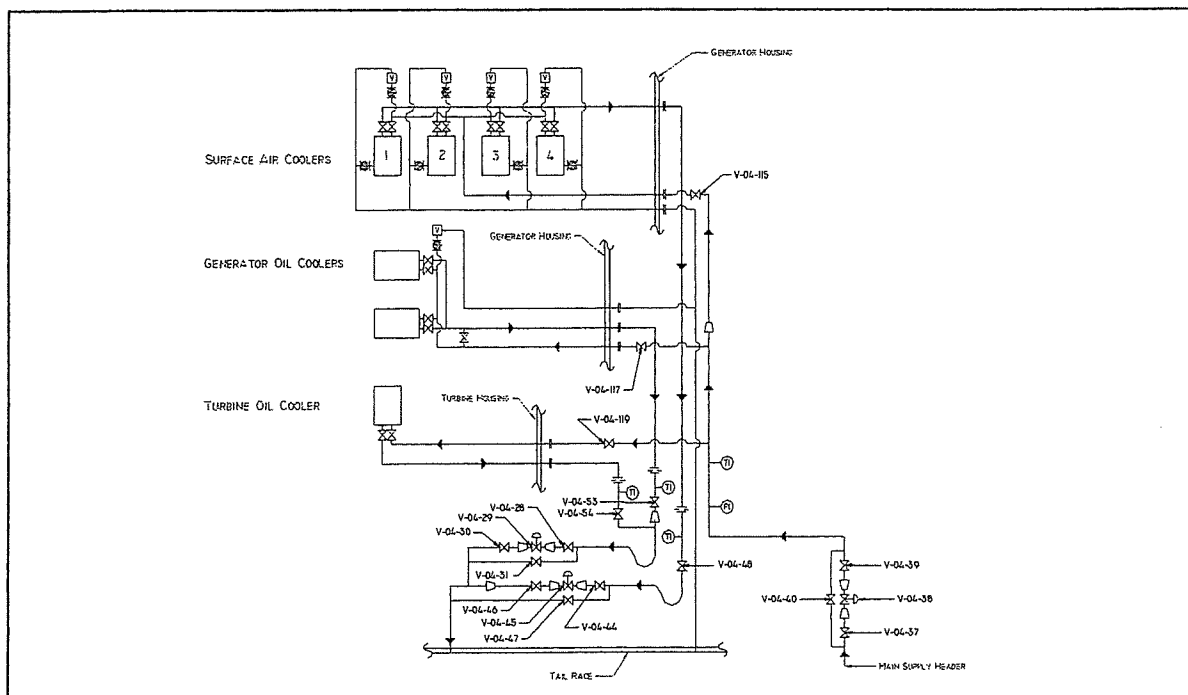 GENERATOR HOUSING
V
V
V
V
1
2
3
4
SURFACE AIR COOLERS
V-04-115
V
GENERATOR HOUSING
GENERATOR OIL COOLERS
V-04-117
TURBINE HOUSING
TURBINE OIL COOLER
V-04-119
TI
TI
TI
V-04-53
V-04-28
V-04-54
V-04-29
FI
V-04-30
TI
V-04-31
V-04-48
V-04-39
V-04-40
V-04-38
V-04-46
V-04-45
V-04-44
V-04-47
V-04-37
MAIN SUPPLY HEADER
TAIL RACE